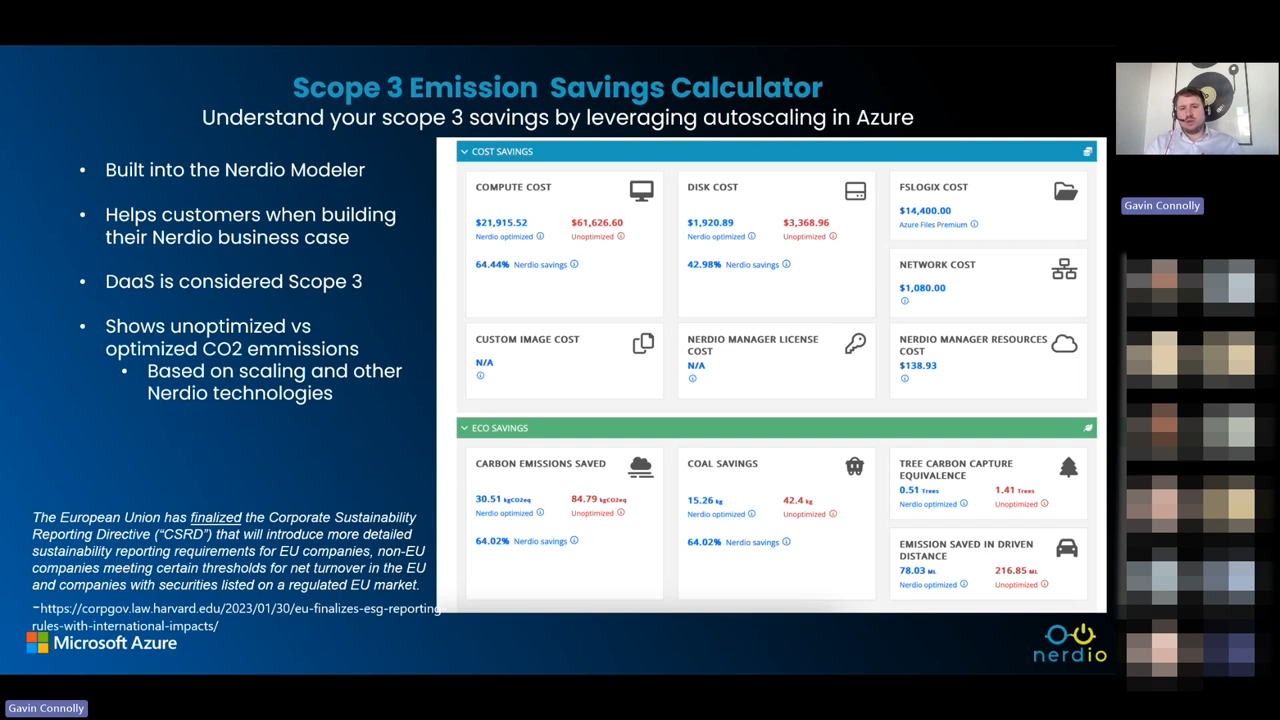 Scope 3 Emission  Savings Calculator
Understand your scope 3 savings by leveraging autoscaling in Azure
• Built into the Nerdio Modeler
• Helps customers when building
their Nerdio business case
• DaaS is considered Scope 3
• Shows unoptimized vs
optimized CO2 emmissions
• Based on scaling and other
Nerdio technologies
The European Union has finalized the Corporate Sustainability
Reporting Directive (“CSRD”) that will introduce more detailed
sustainability reporting requirements for EU companies, non-EU
companies meeting certain thresholds for net turnover in the EU
and companies with securities listed on a regulated EU market.
-https://corpgov.law.harvard.edu/2023/01/30/eu-finalizes-esg-reporting-
rules-with-international-impacts/
Microsoft Azure
COST SAVINGS
COMPUTE COST
$21,915.52 $61,626.60
Nerdio optimized Unoptimized
64.44% Nerdio savings
DISK COST
$1,920.89 $3,368.96
Nerdio optimized Unoptimized
42.98% Nerdio savings
FSLOGIX COST
$14,400.00
Azure Files Premium
NETWORK COST
$1,080.00
CUSTOM IMAGE COST
N/A
NERDIO MANAGER LICENSE
COST
N/A
NERDIO MANAGER RESOURCES
COST
$138.93
ECO SAVINGS
CARBON EMISSIONS SAVED
30.51 kgCO2eq 84.79 kgCO2eq
Nerdio optimized Unoptimized
64.02% Nerdio savings
COAL SAVINGS
15.26 kg 42.4 kg
Nerdio optimized Unoptimized
64.02% Nerdio savings
TREE CARBON CAPTURE
EQUIVALENCE
0.51 Trees 1.41 Trees
Nerdio optimized Unoptimized
EMISSION SAVED IN DRIVEN
DISTANCE
78.03 ML 216.85 ML
Nerdio optimized Unoptimized
nerdio
Gavin Connolly
Gavin Connolly